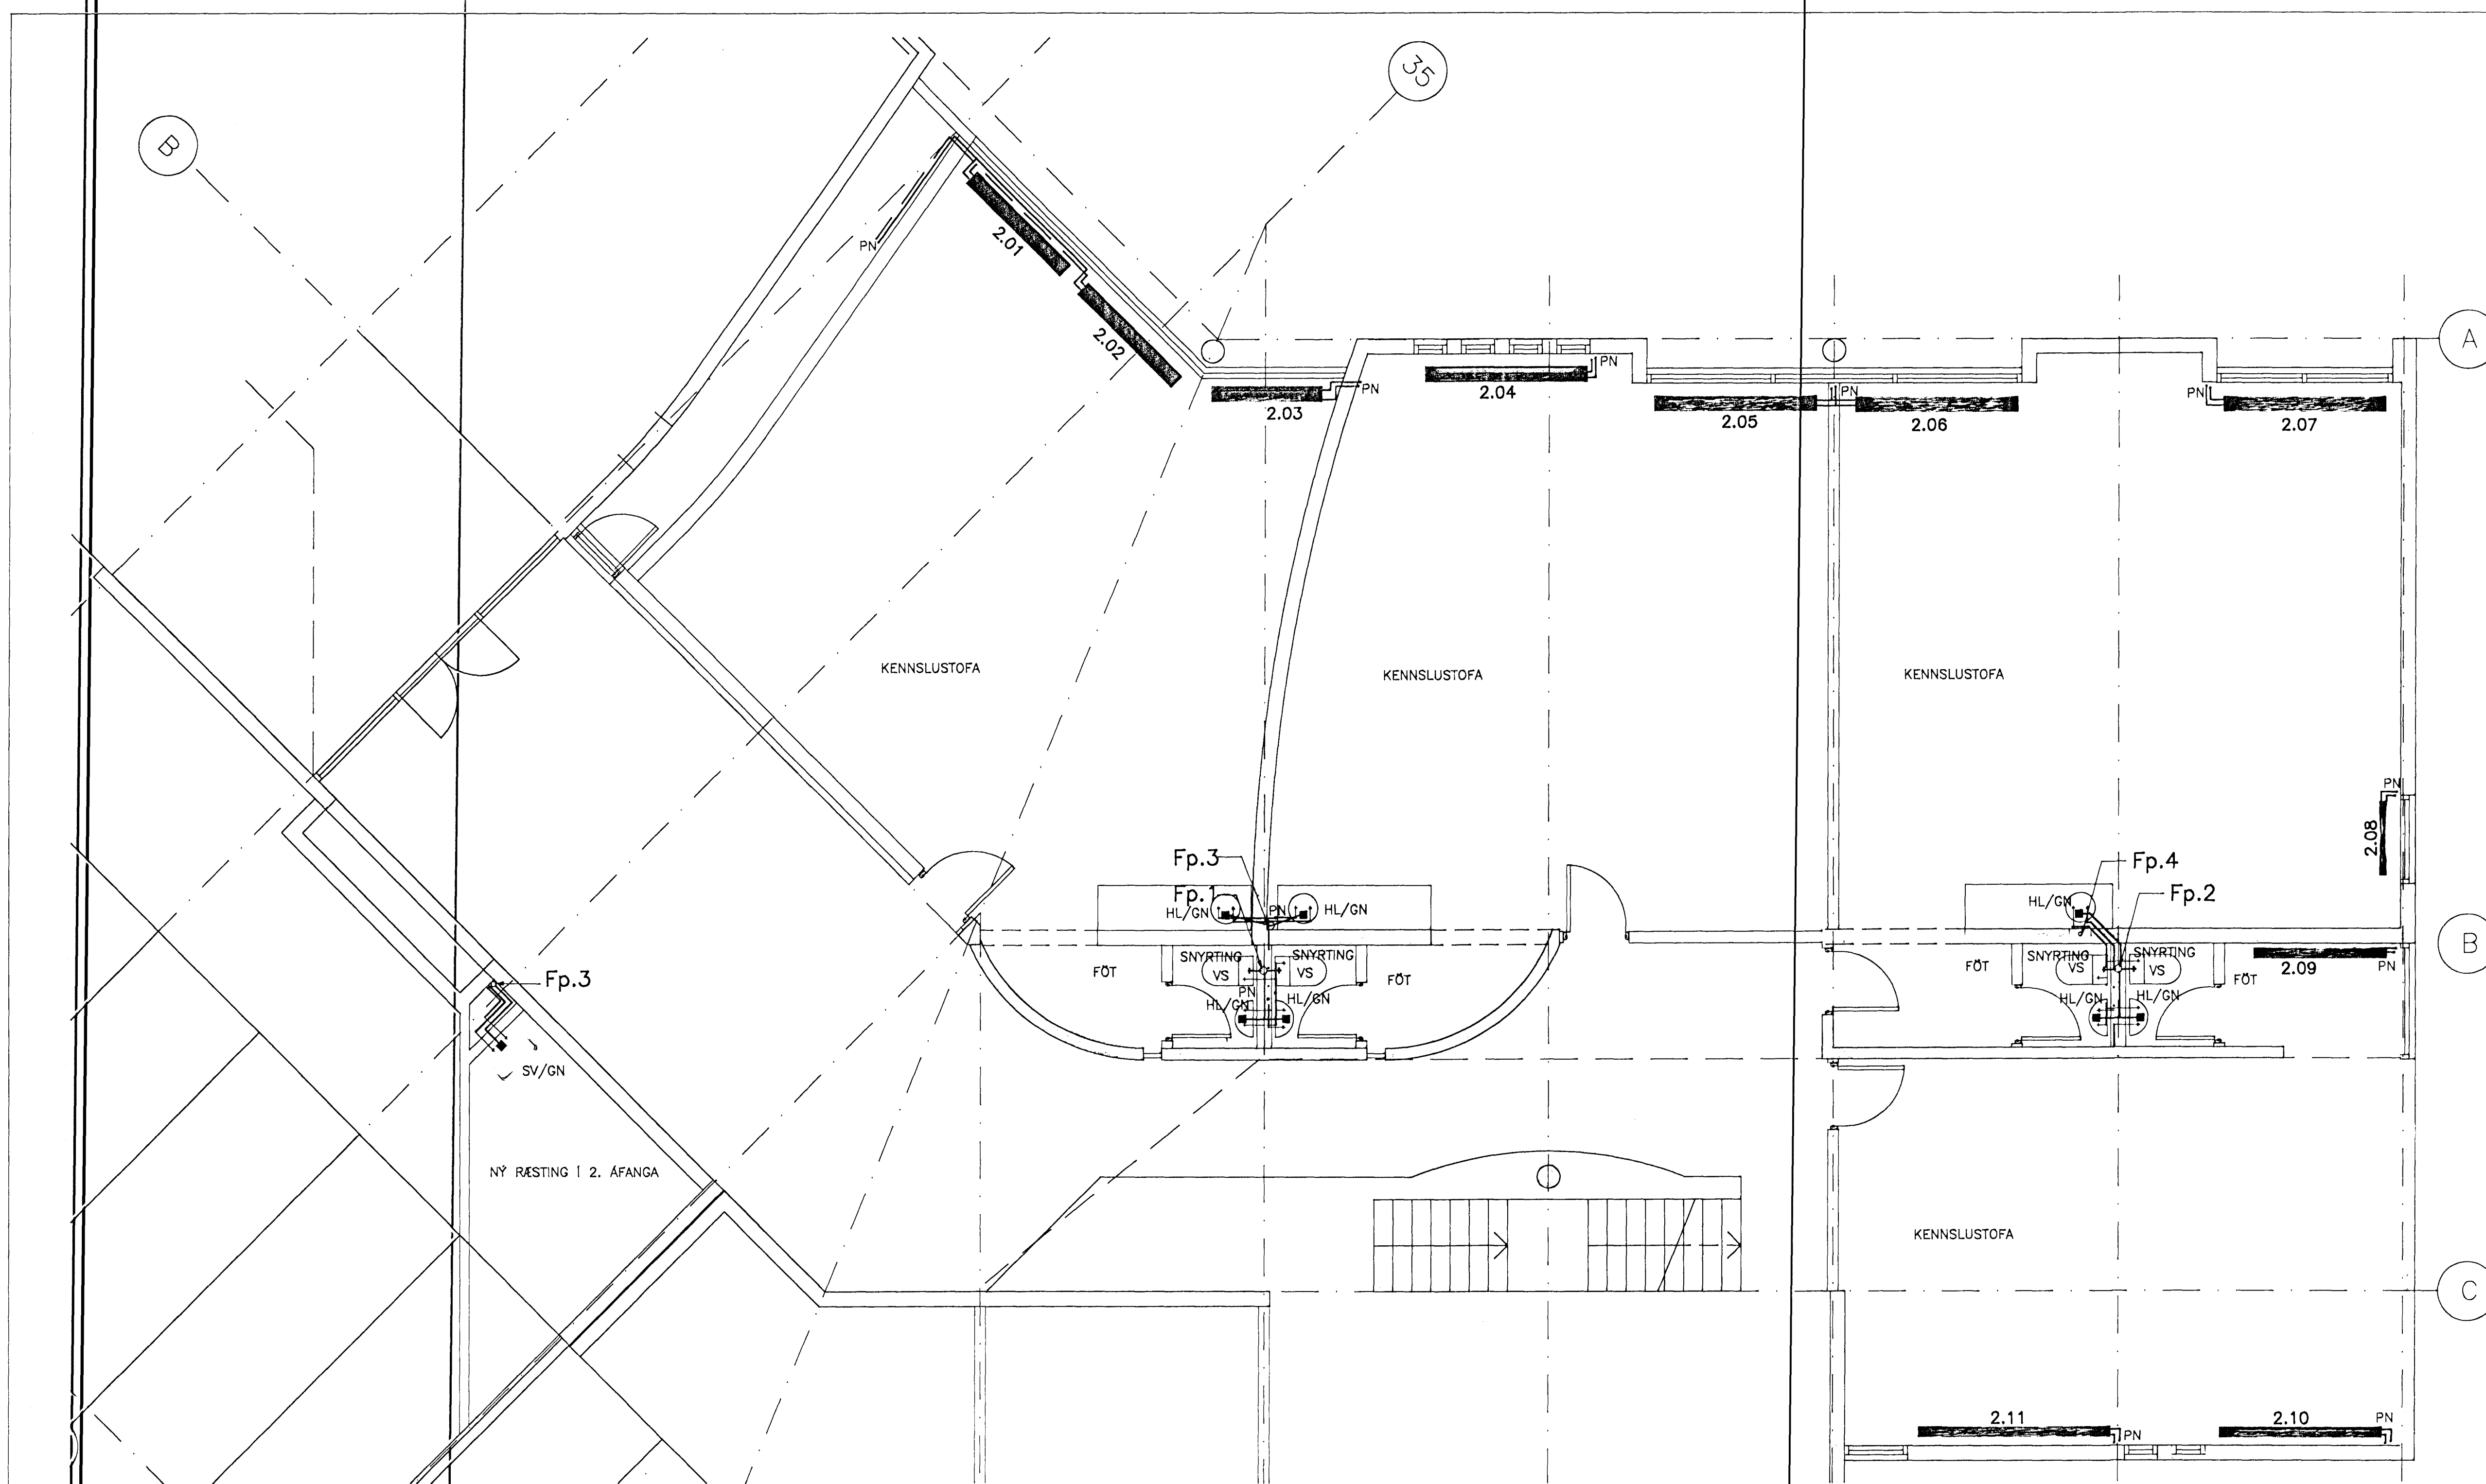 35
B
A
PN
2.01
2.02
PN
2.03
PN
2.04
PN
2.05
2.06
PN
2.07
KENNSLUSTOFA
KENNSLUSTOFA
KENNSLUSTOFA
PN
2.08
Fp.3
Fp.1
HL/GN
PN
HL/GN
Fp.4
HL/GN
Fp.2
B
FÖT
SNYRTING
VS
SNYRTING
VS
FÖT
PN
HL/GN
HL/GN
FÖT
SNYRTING
VS
SNYRTING
VS
FÖT
HL/GN
HL/GN
2.09
PN
Fp.3
SV/GN
NÝ RÆSTING Í 2. ÁFANGA
KENNSLUSTOFA
C
2.11
PN
2.10
PN